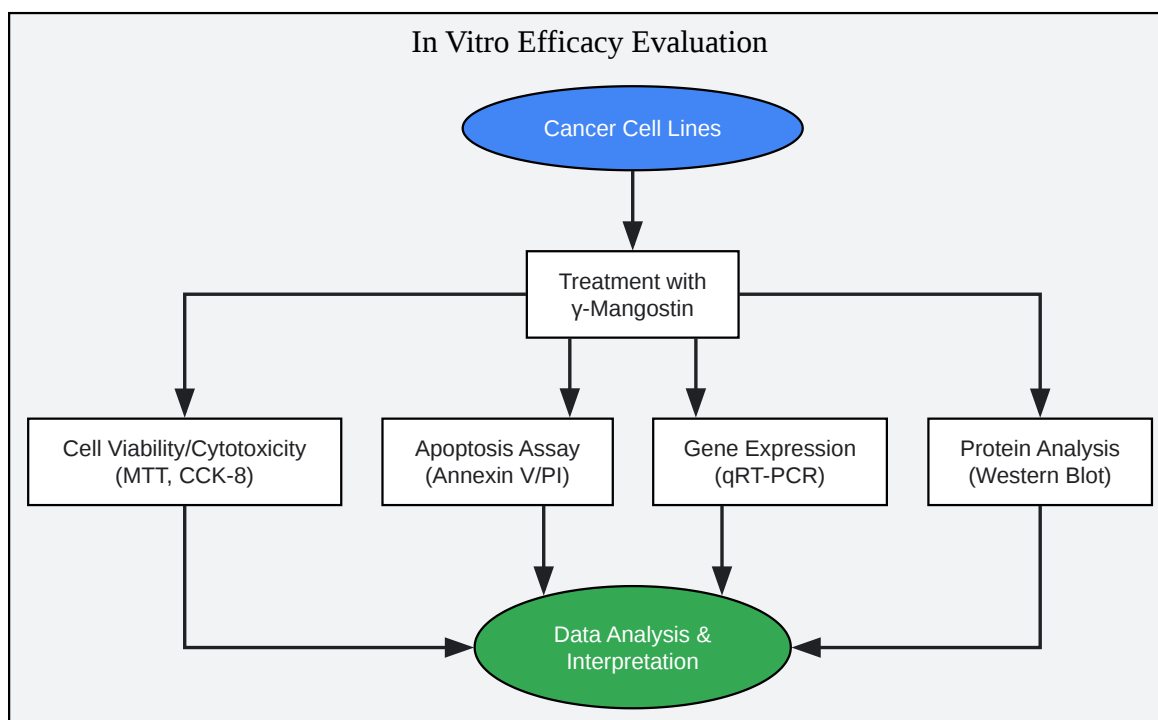 In Vitro Efficacy Evaluation
Cancer Cell Lines
Treatment with
γ-Mangostin
Cell Viability/Cytotoxicity
(MTT, CCK-8)
Apoptosis Assay
(Annexin V/PI)
Gene Expression
(qRT-PCR)
Protein Analysis
(Western Blot)
Data Analysis &
Interpretation